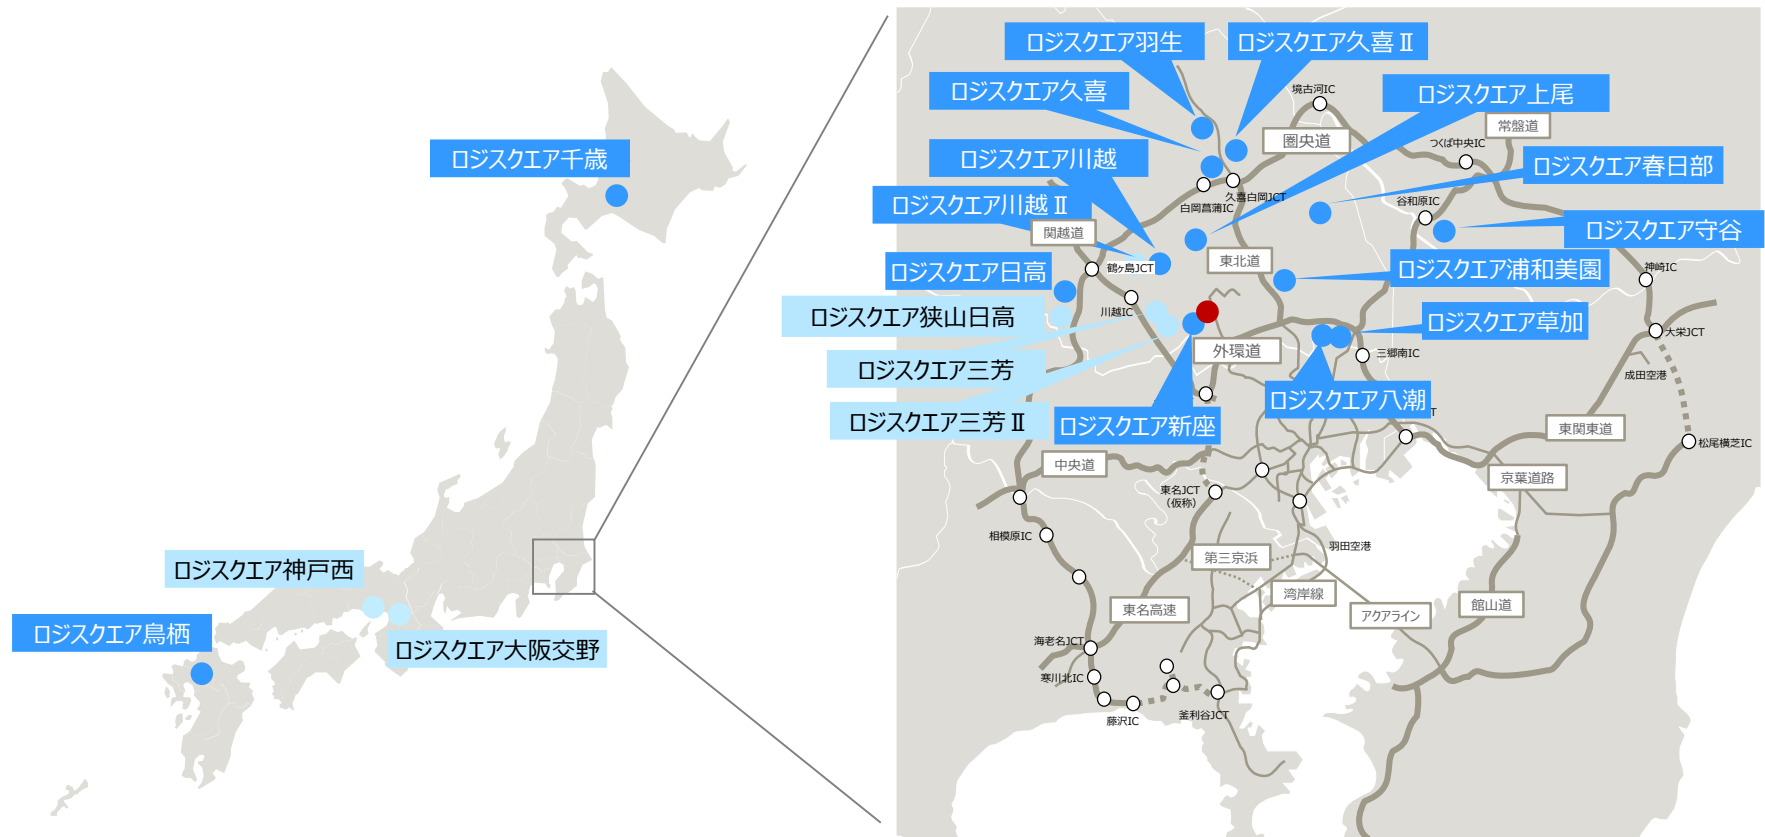 ロジスクエア千歳
ロジスクエア神戸西
ロジスクエア鳥栖
ロジスクエア大阪交野
ロジスクエア羽生
ロジスクエア久喜Ⅱ
ロジスクエア久喜
ロジスクエア上尾
境古河IC
常盤道
圏央道
つくば中央IC
ロジスクエア川越
ロジスクエア春日部
久喜白岡JCT
白岡菖蒲IC
ロジスクエア川越Ⅱ
谷和原IC
関越道
ロジスクエア守谷
東北道
鶴ヶ島JCT
ロジスクエア日高
ロジスクエア浦和美園
神崎IC
川越IC
ロジスクエア狭山日高
ロジスクエア草加
大栄JCT
外環道
三郷南IC
ロジスクエア三芳
成田空港
ロジスクエア八潮
ロジスクエア三芳Ⅱ
ロジスクエア新座
東関東道
松尾横芝IC
中央道
京葉道路
東名JCT
(仮称)
相模原IC
羽田空港
第三京浜
湾岸線
東名高速
館山道
アクアライン
海老名JCT
寒川北IC
藤沢IC
釜利谷JCT